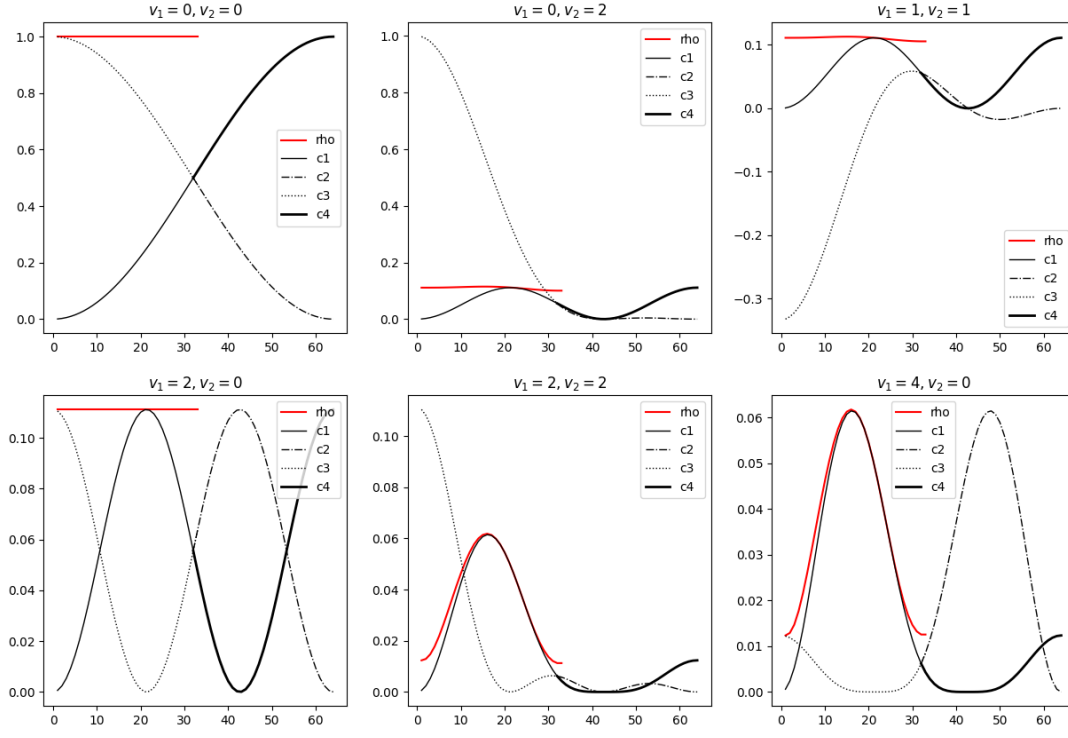 v₁ = 0, v₂ = 0
1.0
0.8
0.6
0.4
0.2
0.0
rho
c1
c2
c3
c4
0 10 20 30 40 50 60
v₁ = 0, v₂ = 2
1.0
0.8
0.6
0.4
0.2
0.0
rho
c1
c2
c3
c4
0 10 20 30 40 50 60
v₁ = 1, v₂ = 1
0.1
0.0
−0.1
−0.2
−0.3
rho
c1
c2
c3
c4
0 10 20 30 40 50 60
v₁ = 2, v₂ = 0
0.10
0.08
0.06
0.04
0.02
0.00
rho
c1
c2
c3
c4
0 10 20 30 40 50 60
v₁ = 2, v₂ = 2
0.10
0.08
0.06
0.04
0.02
0.00
rho
c1
c2
c3
c4
0 10 20 30 40 50 60
v₁ = 4, v₂ = 0
0.06
0.05
0.04
0.03
0.02
0.01
0.00
rho
c1
c2
c3
c4
0 10 20 30 40 50 60